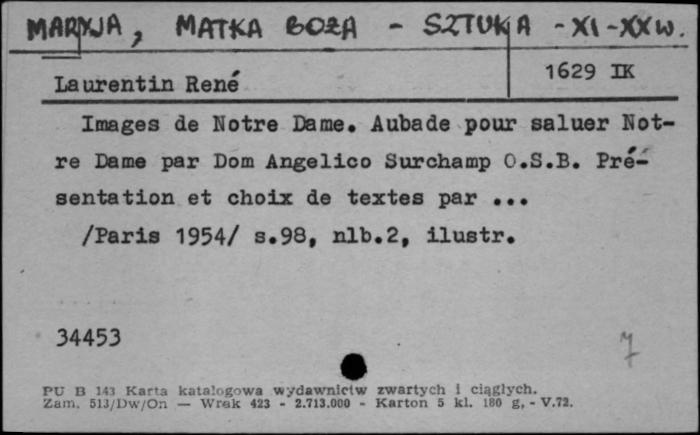 MARYJA, MATKA BOŻA - SZTUKA - XI-XX W.
Laurentin René
1629 IK
Images de Notre Dame. Aubade pour saluer Not-
re Dame par Dom Angelico Surchamp O.S.B. Pré-
sentation et choix de textes par ...
/Paris 1954/ s.98, nlb.2, ilustr.
34453
7
PU B 143 Karta katalogowa wydawnictw zwartych i ciągłych.
Zam. 513/Dw/On — Wrak 423 - 2.713.000 - Karton 5 kl. 180 g, - V.72.